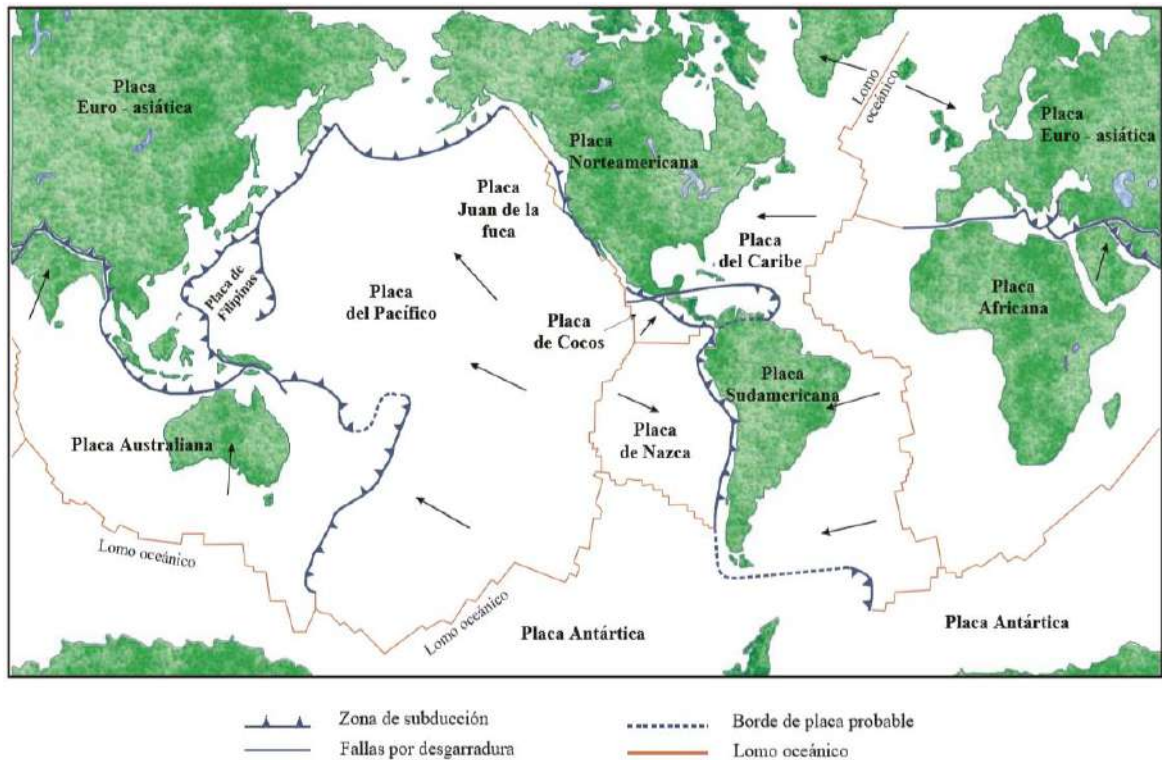 Placa
Euro - asiática
Lomo
oceánico
Placa
Euro - asiática
Placa
Norteamericana
Placa
Juan de la
fuca
Placa
del Caribe
Placa de
Filipinas
Placa
del Pacífico
Placa
Africana
Placa
de Cocos
Placa
Sudamericana
Placa Australiana
Placa
de Nazca
Lomo oceánico
Lomo oceánico
Placa Antártica
Placa Antártica
Zona de subducción
Borde de placa probable
Fallas por desgarradura
Lomo oceánico